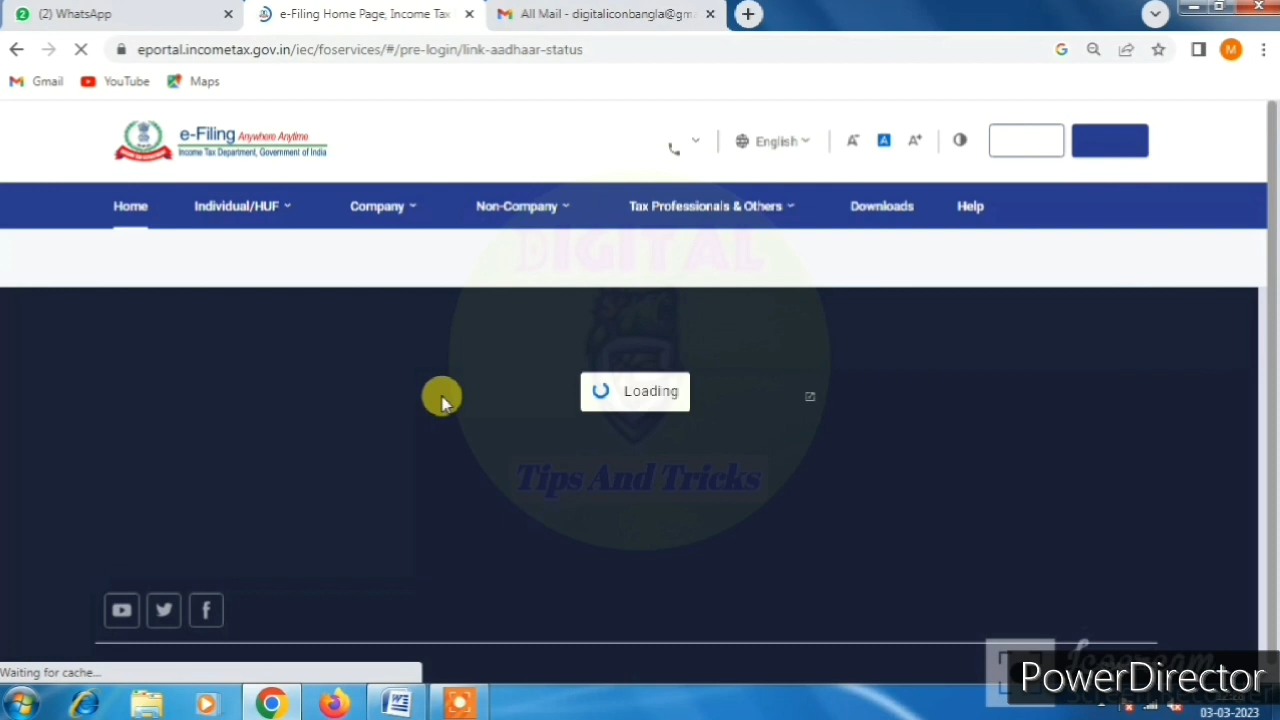 (2) WhatsApp
e-Filing Home Page, Income Tax
All Mail - digitaliconbangla@gm
eportal.incometax.gov.in/iec/foservices/#/pre-login/link-aadhaar-status
M
Gmail
YouTube
Maps
e-Filing Anywhere Anytime
Income Tax Department, Government of India
English
A-
A
A+
Home
Individual/HUF
Company
Non-Company
Tax Professionals & Others
Downloads
Help
DIGITAL
Loading
Tips And Tricks
Waiting for cache...
Icecream
PowerDirector
03-03-2023